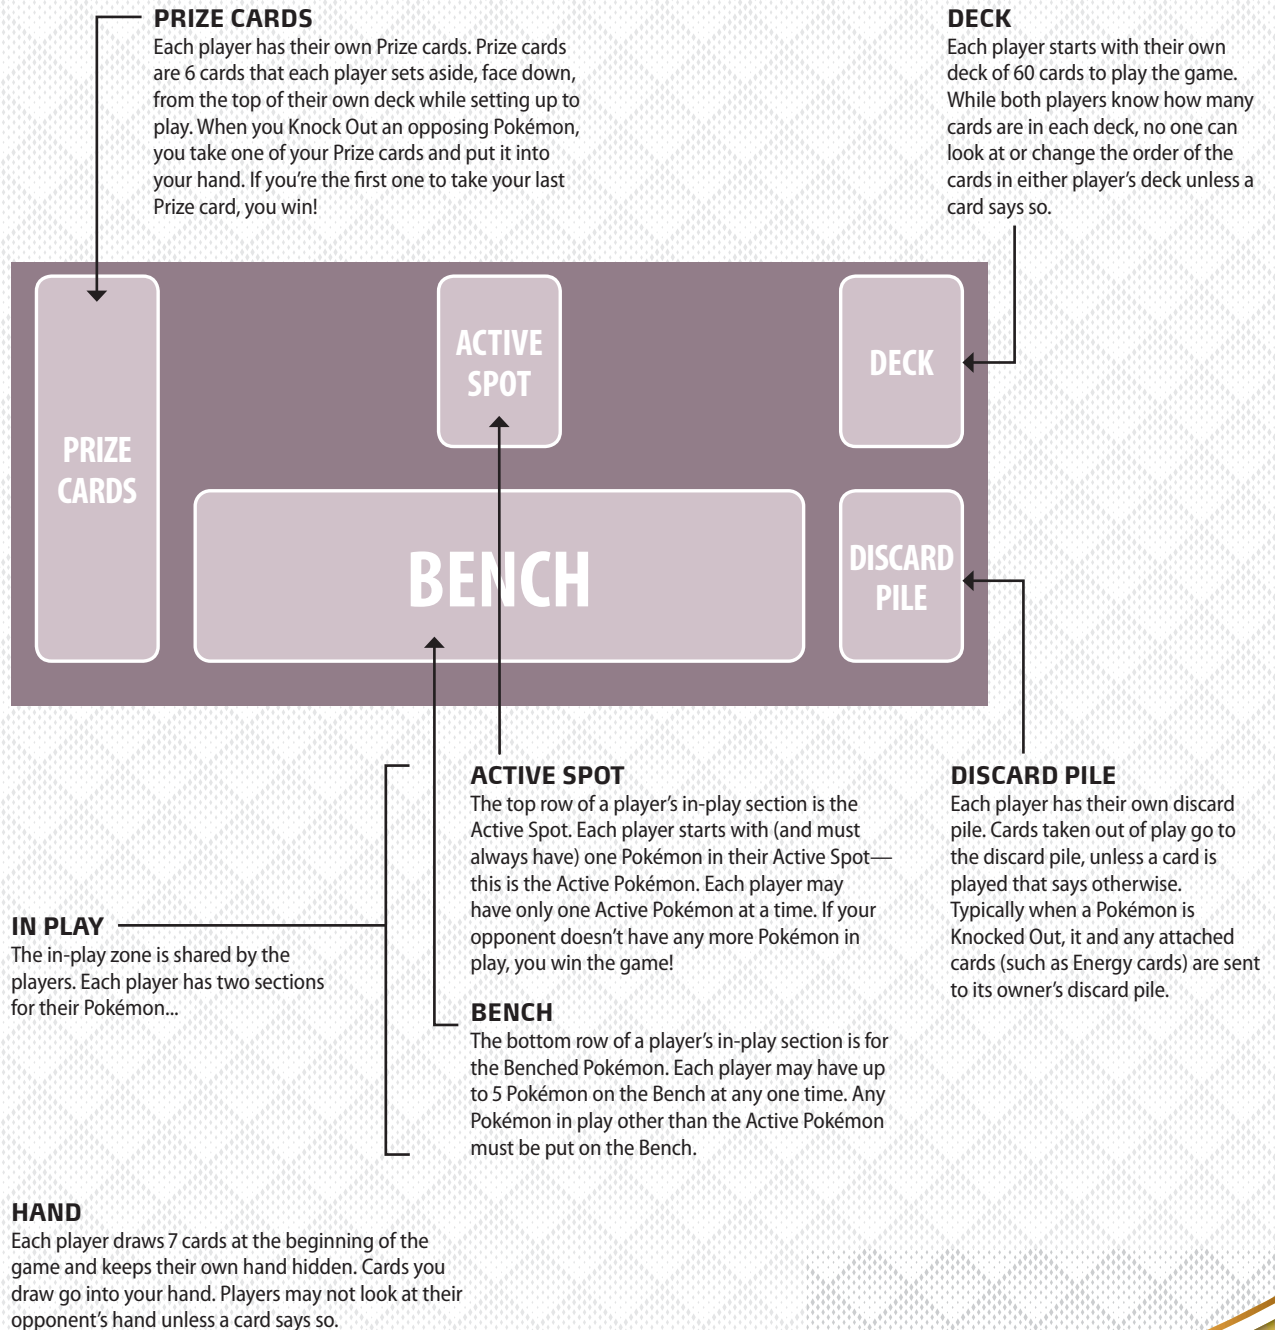 PRIZE CARDS
Each player has their own Prize cards. Prize cards
are 6 cards that each player sets aside, face down,
from the top of their own deck while setting up to
play. When you Knock Out an opposing Pokémon,
you take one of your Prize cards and put it into
your hand. If you’re the first one to take your last
Prize card, you win!
DECK
Each player starts with their own
deck of 60 cards to play the game.
While both players know how many
cards are in each deck, no one can
look at or change the order of the
cards in either player’s deck unless a
card says so.
PRIZE
CARDS
ACTIVE
SPOT
DECK
BENCH
DISCARD
PILE
IN PLAY
The in-play zone is shared by the
players. Each player has two sections
for their Pokémon...
ACTIVE SPOT
The top row of a player’s in-play section is the
Active Spot. Each player starts with (and must
always have) one Pokémon in their Active Spot—
this is the Active Pokémon. Each player may
have only one Active Pokémon at a time. If your
opponent doesn’t have any more Pokémon in
play, you win the game!
BENCH
The bottom row of a player’s in-play section is for
the Benched Pokémon. Each player may have up
to 5 Pokémon on the Bench at any one time. Any
Pokémon in play other than the Active Pokémon
must be put on the Bench.
DISCARD PILE
Each player has their own discard
pile. Cards taken out of play go to
the discard pile, unless a card is
played that says otherwise.
Typically when a Pokémon is
Knocked Out, it and any attached
cards (such as Energy cards) are sent
to its owner’s discard pile.
HAND
Each player draws 7 cards at the beginning of the
game and keeps their own hand hidden. Cards you
draw go into your hand. Players may not look at their
opponent’s hand unless a card says so.